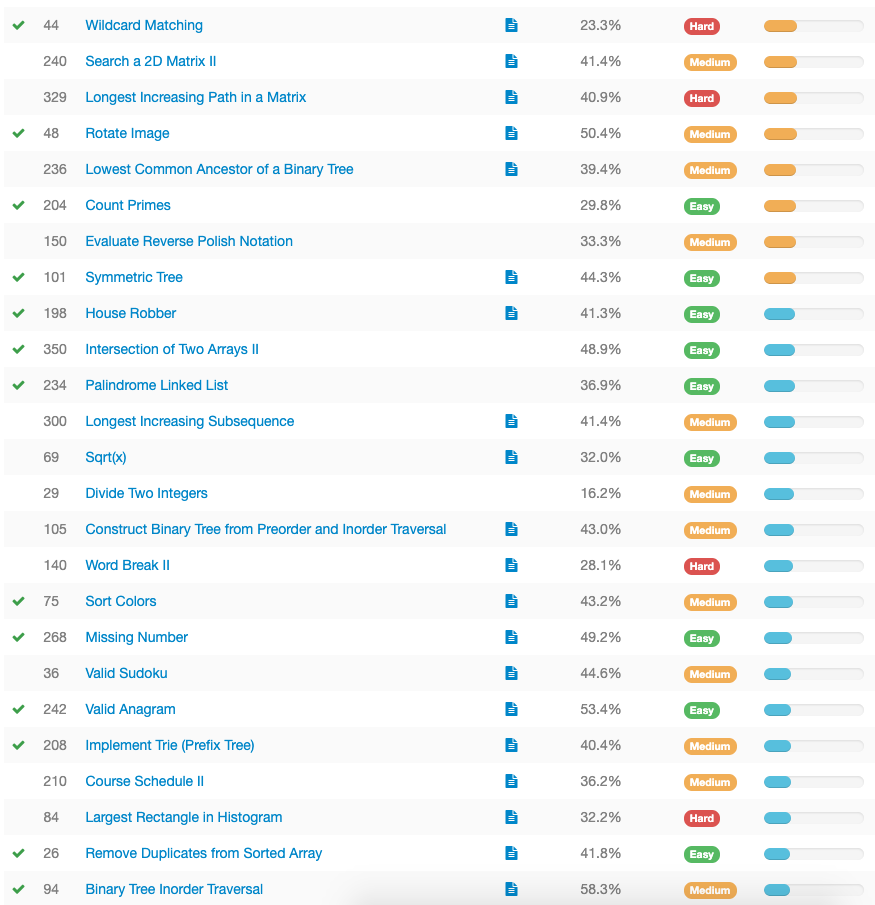 44 Wildcard Matching 23.3% Hard
240 Search a 2D Matrix II 41.4% Medium
329 Longest Increasing Path in a Matrix 40.9% Hard
48 Rotate Image 50.4% Medium
236 Lowest Common Ancestor of a Binary Tree 39.4% Medium
204 Count Primes 29.8% Easy
150 Evaluate Reverse Polish Notation 33.3% Medium
101 Symmetric Tree 44.3% Easy
198 House Robber 41.3% Easy
350 Intersection of Two Arrays II 48.9% Easy
234 Palindrome Linked List 36.9% Easy
300 Longest Increasing Subsequence 41.4% Medium
69 Sqrt(x) 32.0% Easy
29 Divide Two Integers 16.2% Medium
105 Construct Binary Tree from Preorder and Inorder Traversal 43.0% Medium
140 Word Break II 28.1% Hard
75 Sort Colors 43.2% Medium
268 Missing Number 49.2% Easy
36 Valid Sudoku 44.6% Medium
242 Valid Anagram 53.4% Easy
208 Implement Trie (Prefix Tree) 40.4% Medium
210 Course Schedule II 36.2% Medium
84 Largest Rectangle in Histogram 32.2% Hard
26 Remove Duplicates from Sorted Array 41.8% Easy
94 Binary Tree Inorder Traversal 58.3% Medium